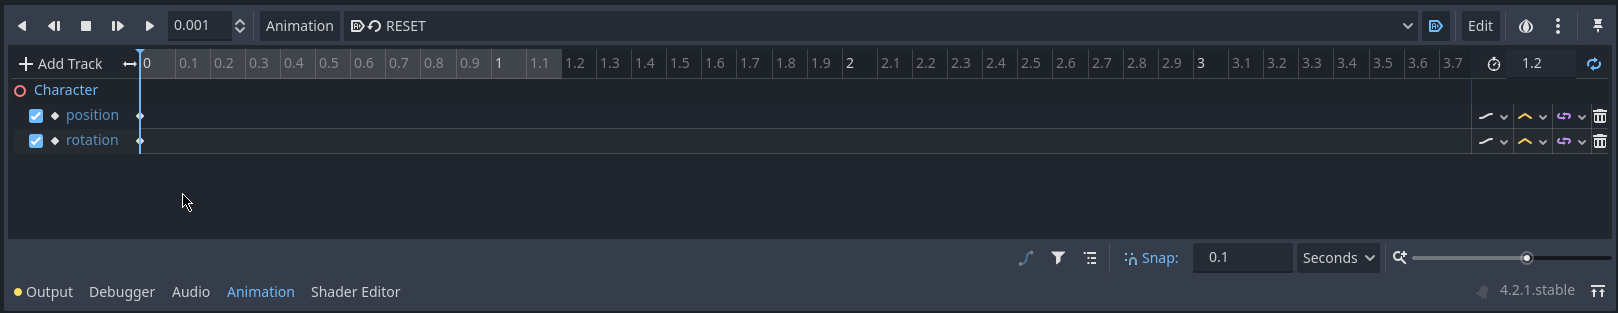 0.001 Animation RESET Edit
Add Track 0 0.1 0.2 0.3 0.4 0.5 0.6 0.7 0.8 0.9 1 1.1 1.2 1.3 1.4 1.5 1.6 1.7 1.8 1.9 2 2.1 2.2 2.3 2.4 2.5 2.6 2.7 2.8 2.9 3 3.1 3.2 3.3 3.4 3.5 3.6 3.7 1.2
Character
position
rotation
Snap: 0.1 Seconds
Output Debugger Audio Animation Shader Editor 4.2.1.stable